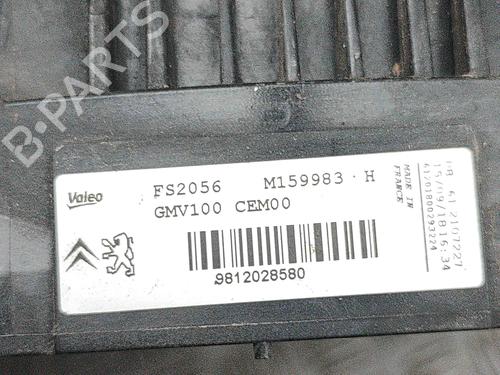 B-PARTS
Valeo
FS2056 M159983 · H
GMV100 CEM00
9812028580
MADE IN
FRANCE
15/09/18 16:34